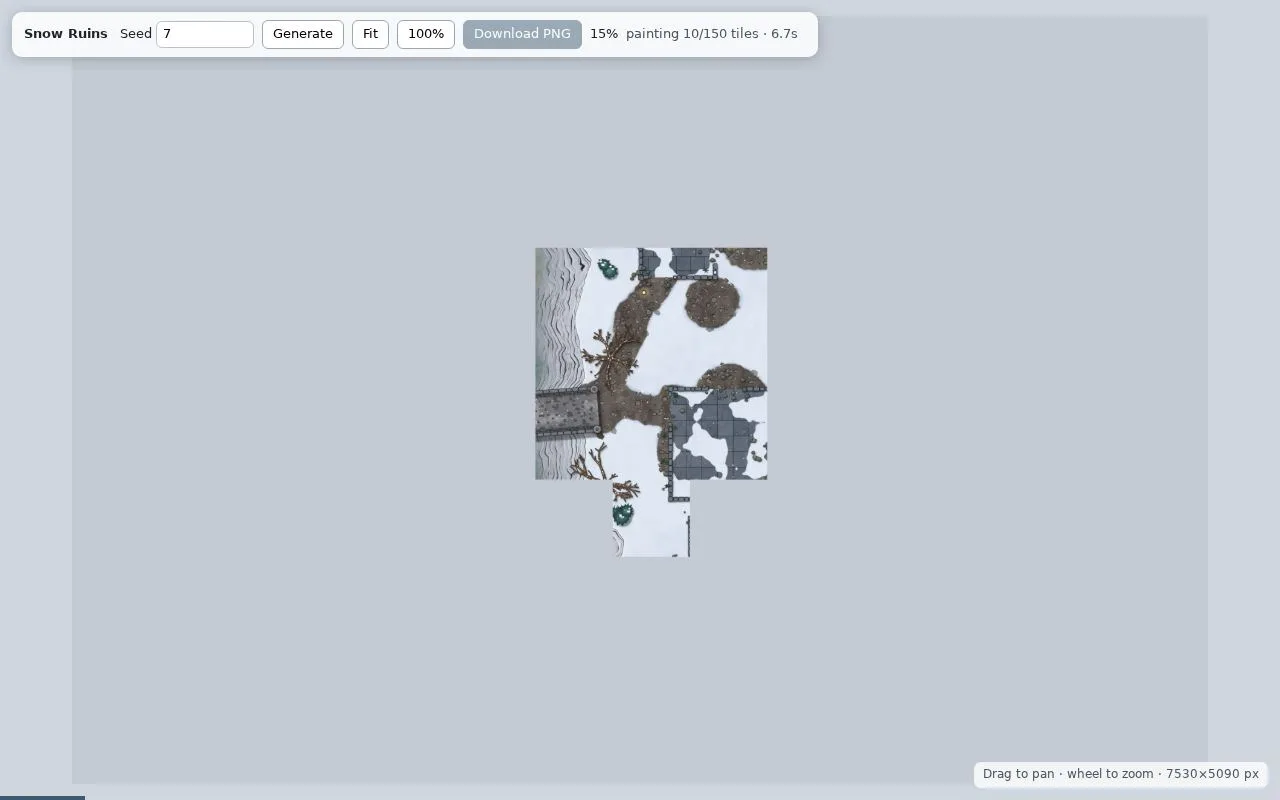 Snow Ruins Seed 7 Generate Fit 100% Download PNG 15% painting 10/150 tiles · 6.7s
Drag to pan · wheel to zoom · 7530×5090 px